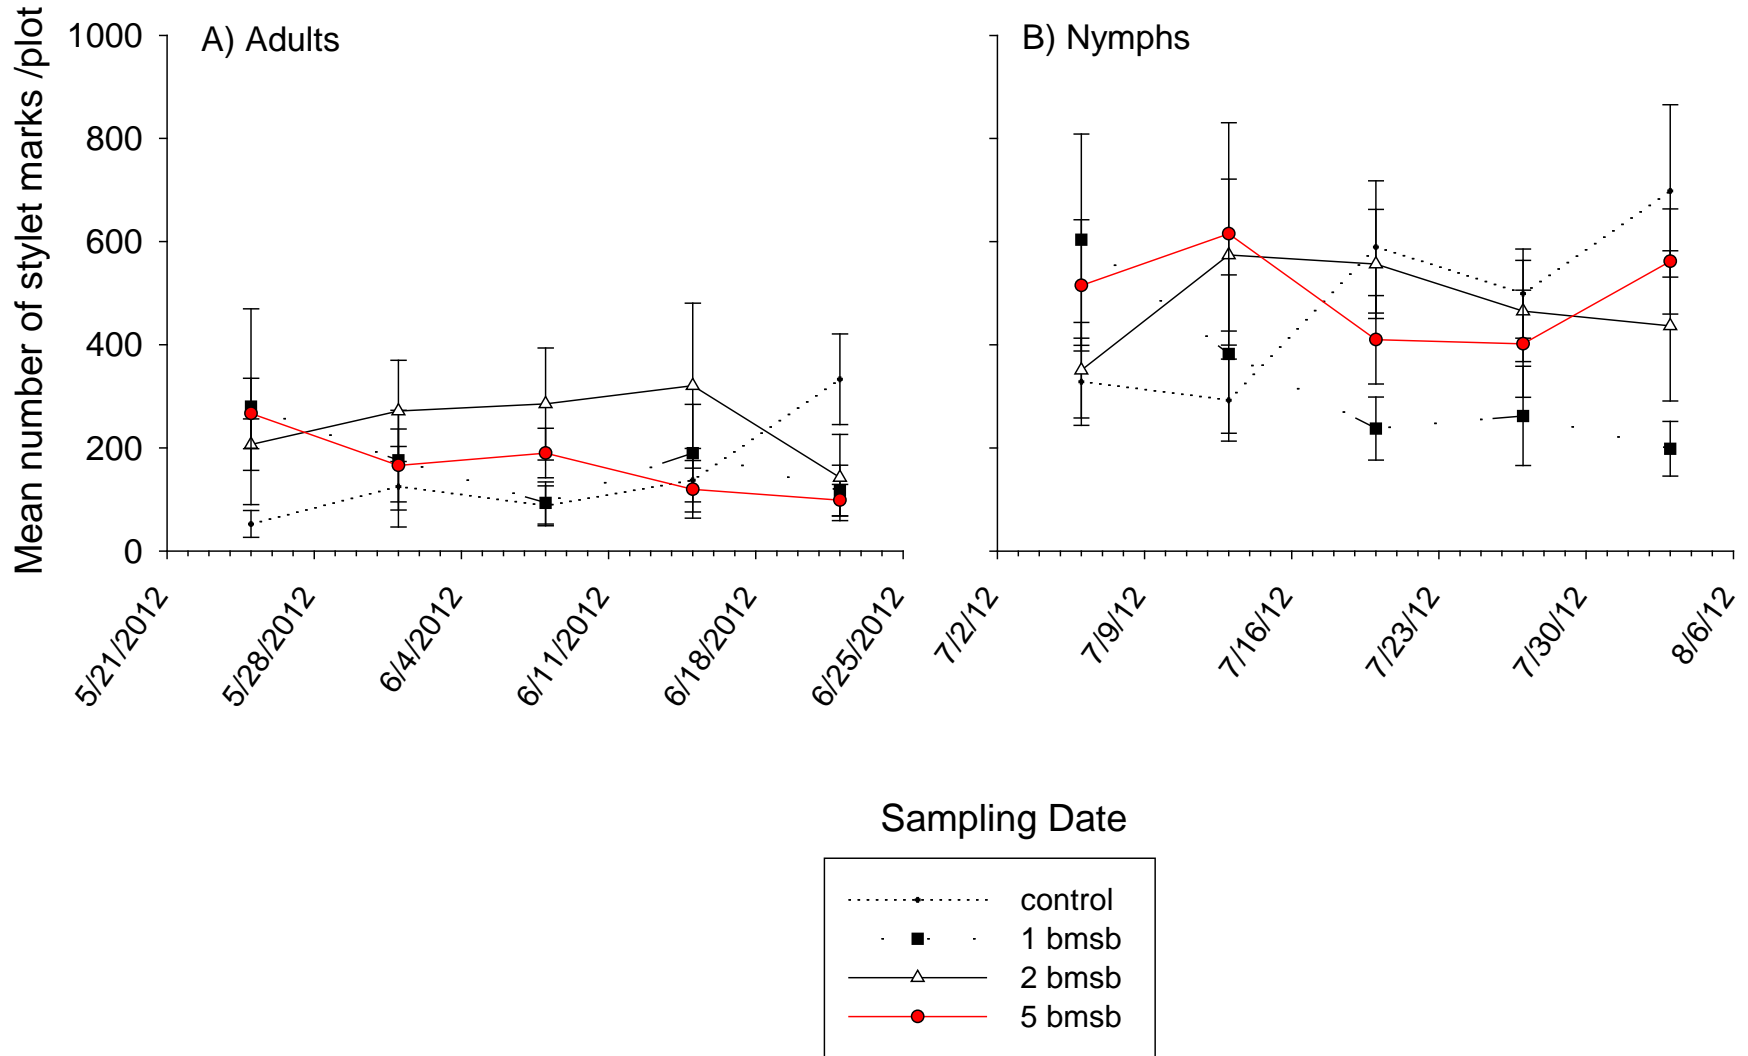 Mean number of stylet marks /plot
1000
800
600
400
200
0
A) Adults
B) Nymphs
5/21/2012
5/28/2012
6/4/2012
6/11/2012
6/18/2012
6/25/2012
7/2/12
7/9/12
7/16/12
7/23/12
7/30/12
8/6/12
Sampling Date
control
1 bmsb
2 bmsb
5 bmsb